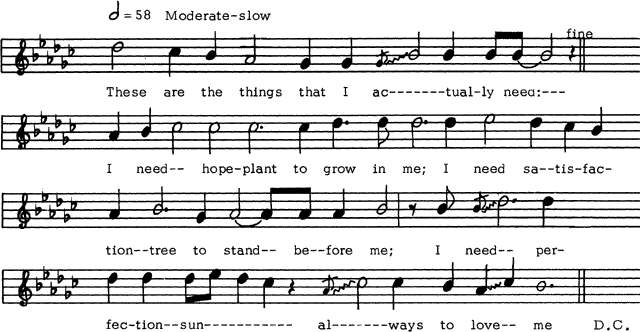 = 58 Moderate-slow
fine
These are the things that I ac-------tual-ly need:---
I need-- hope-plant to grow in me; I need sa--tis-fac-
tion--tree to stand-- be--fore me; I need-- per-
fec-tion--sun------------ al-------ways to love-- me D.C.